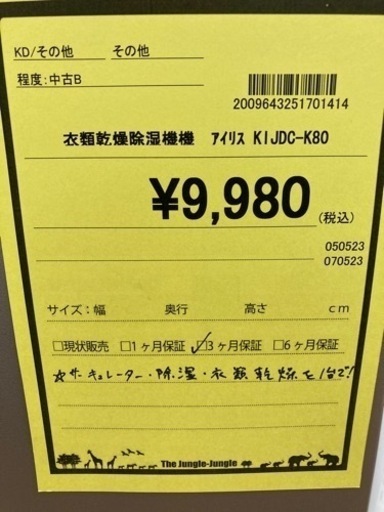 KD/その他 その他
程度:中古B
2009643251701414
衣類乾燥除湿機機 アイリス KIJDC-K80
¥9,980(税込)
050523
070523
サイズ:幅 奥行 高さ cm
□現状販売 □1ヶ月保証 ☑3ヶ月保証 □6ヶ月保証
☆サーキュレーター・除湿・衣類乾燥を1台で!
The Jungle-Jungle